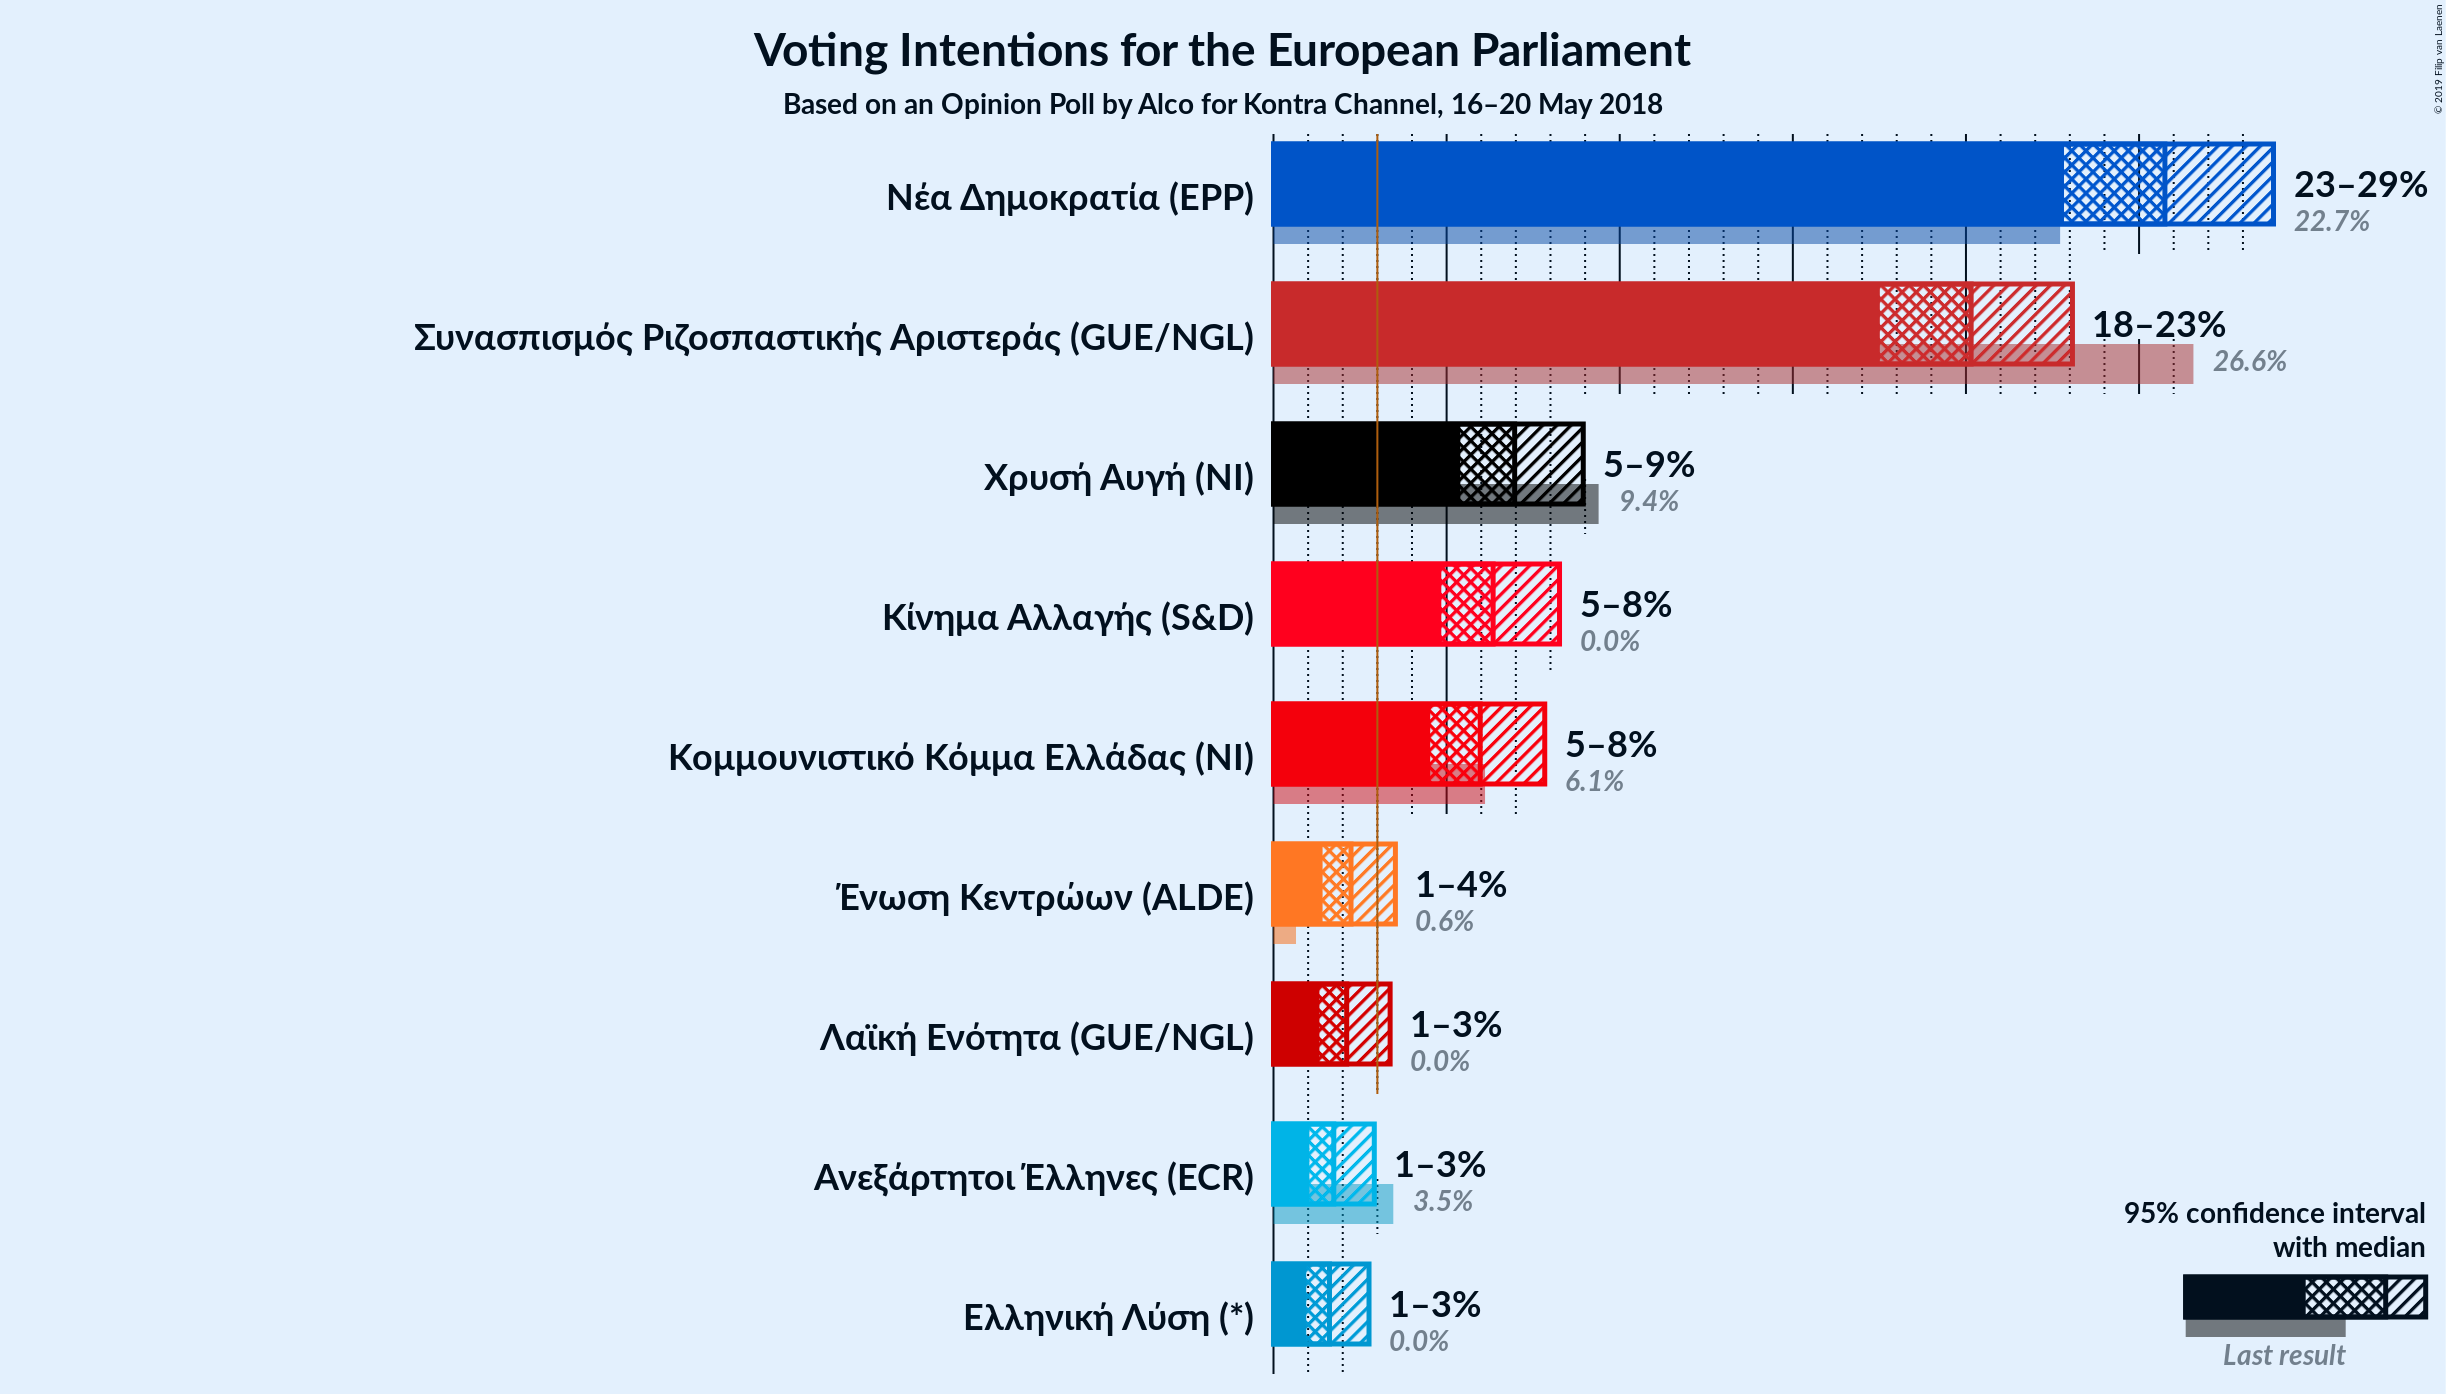 Voting Intentions for the European Parliament
Based on an Opinion Poll by Alco for Kontra Channel, 16–20 May 2018
© 2019 Filip van Laenen
Νέα Δημοκρατία (EPP)
23–29%
22.7%
Συνασπισμός Ριζοσπαστικής Αριστεράς (GUE/NGL)
18–23%
26.6%
Χρυσή Αυγή (NI)
5–9%
9.4%
Κίνημα Αλλαγής (S&D)
5–8%
0.0%
Κομμουνιστικό Κόμμα Ελλάδας (NI)
5–8%
6.1%
Ένωση Κεντρώων (ALDE)
1–4%
0.6%
Λαϊκή Ενότητα (GUE/NGL)
1–3%
0.0%
Ανεξάρτητοι Έλληνες (ECR)
1–3%
3.5%
Ελληνική Λύση (*)
1–3%
0.0%
95% confidence interval
with median
Last result